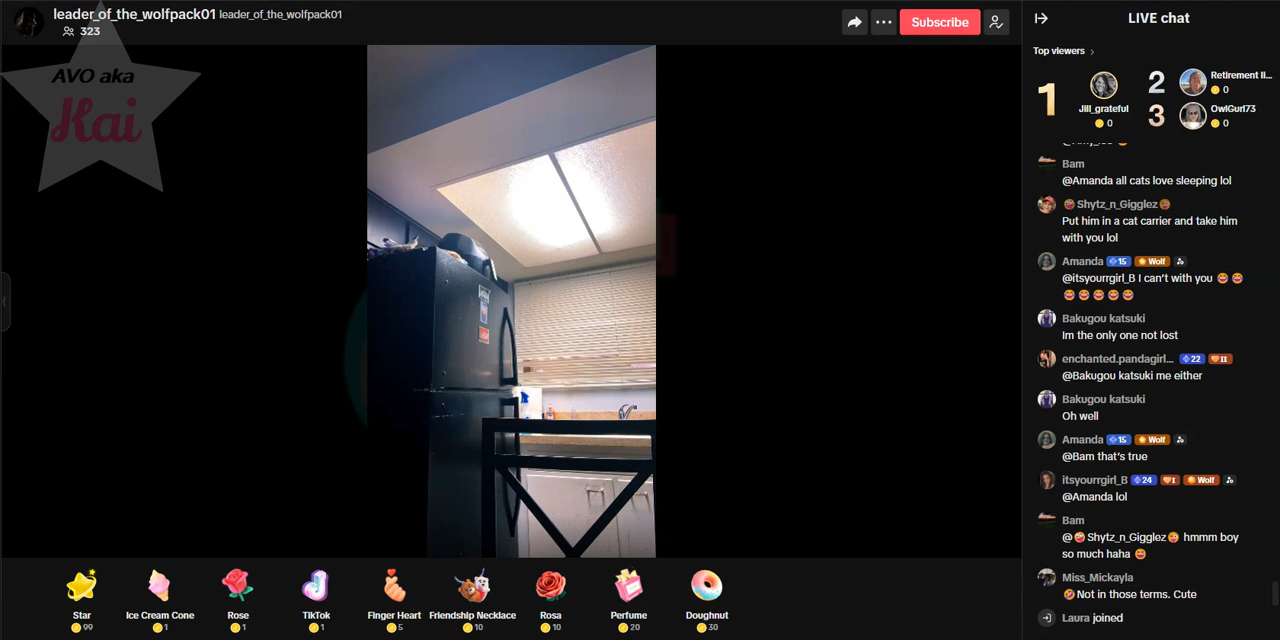 leader_of_the_wolfpack01 leader_of_the_wolfpack01
323
Subscribe
AVO aka
Kai
LIVE chat
Top viewers
1
Jill_grateful
0
2
Retirement li...
0
3
OwlGurl73
0
Bam
@Amanda all cats love sleeping lol
Shytz_n_Gigglez
Put him in a cat carrier and take him
with you lol
Amanda 15 Wolf
@itsyourrgirl_B I can't with you
Bakugou katsuki
Im the only one not lost
enchanted.pandagirl... 22 II
@Bakugou katsuki me either
Bakugou katsuki
Oh well
Amanda 15 Wolf
@Bam that's true
itsyourrgirl_B 24 I Wolf
@Amanda lol
Bam
@Shytz_n_Gigglez hmmm boy
so much haha
Miss_Mickayla
Not in those terms. Cute
Laura joined
Star
99
Ice Cream Cone
1
Rose
1
TikTok
1
Finger Heart
5
Friendship Necklace
10
Rosa
10
Perfume
20
Doughnut
30